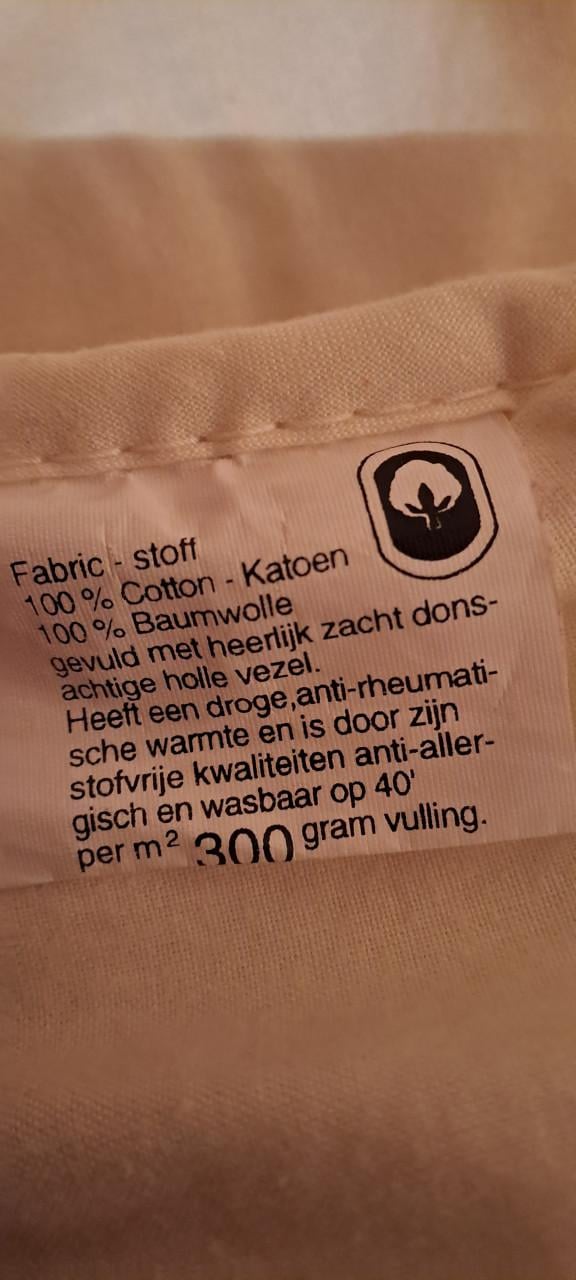 Fabric - stoff
100 % Cotton - Katoen
100 % Baumwolle
gevuld met heerlijk zacht dons-
achtige holle vezel.
Heeft een droge,anti-rheumati-
sche warmte en is door zijn
stofvrije kwaliteiten anti-aller-
gisch en wasbaar op 40'
per m² 300 gram vulling.